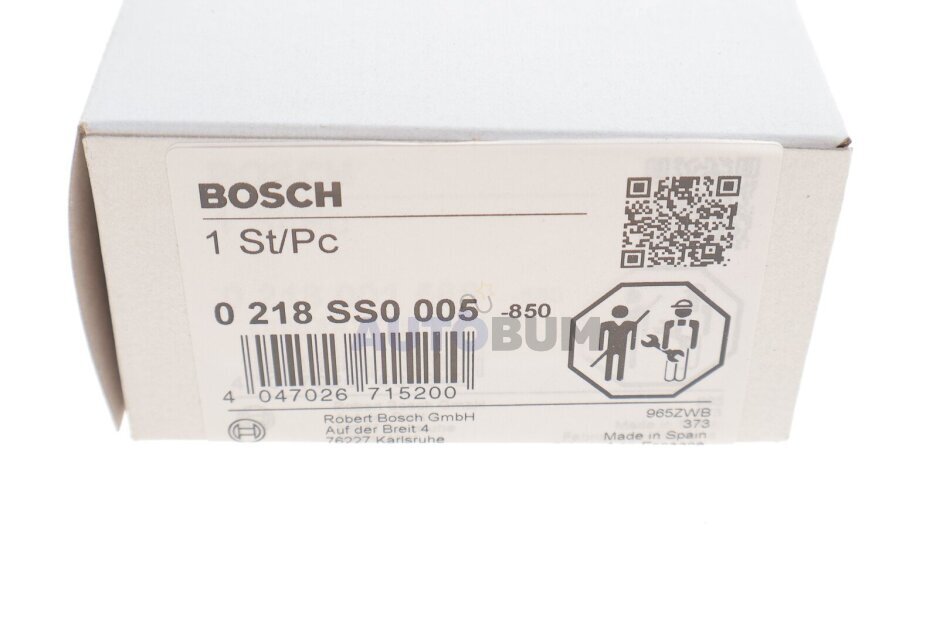 BOSCH
1 St/Pc
0 218 SS0 005 -850
AUTOBUM
4 047026 715200
Robert Bosch GmbH
Auf der Breit 4
76227 Karlsruhe
965ZWB
373
Made in Spain